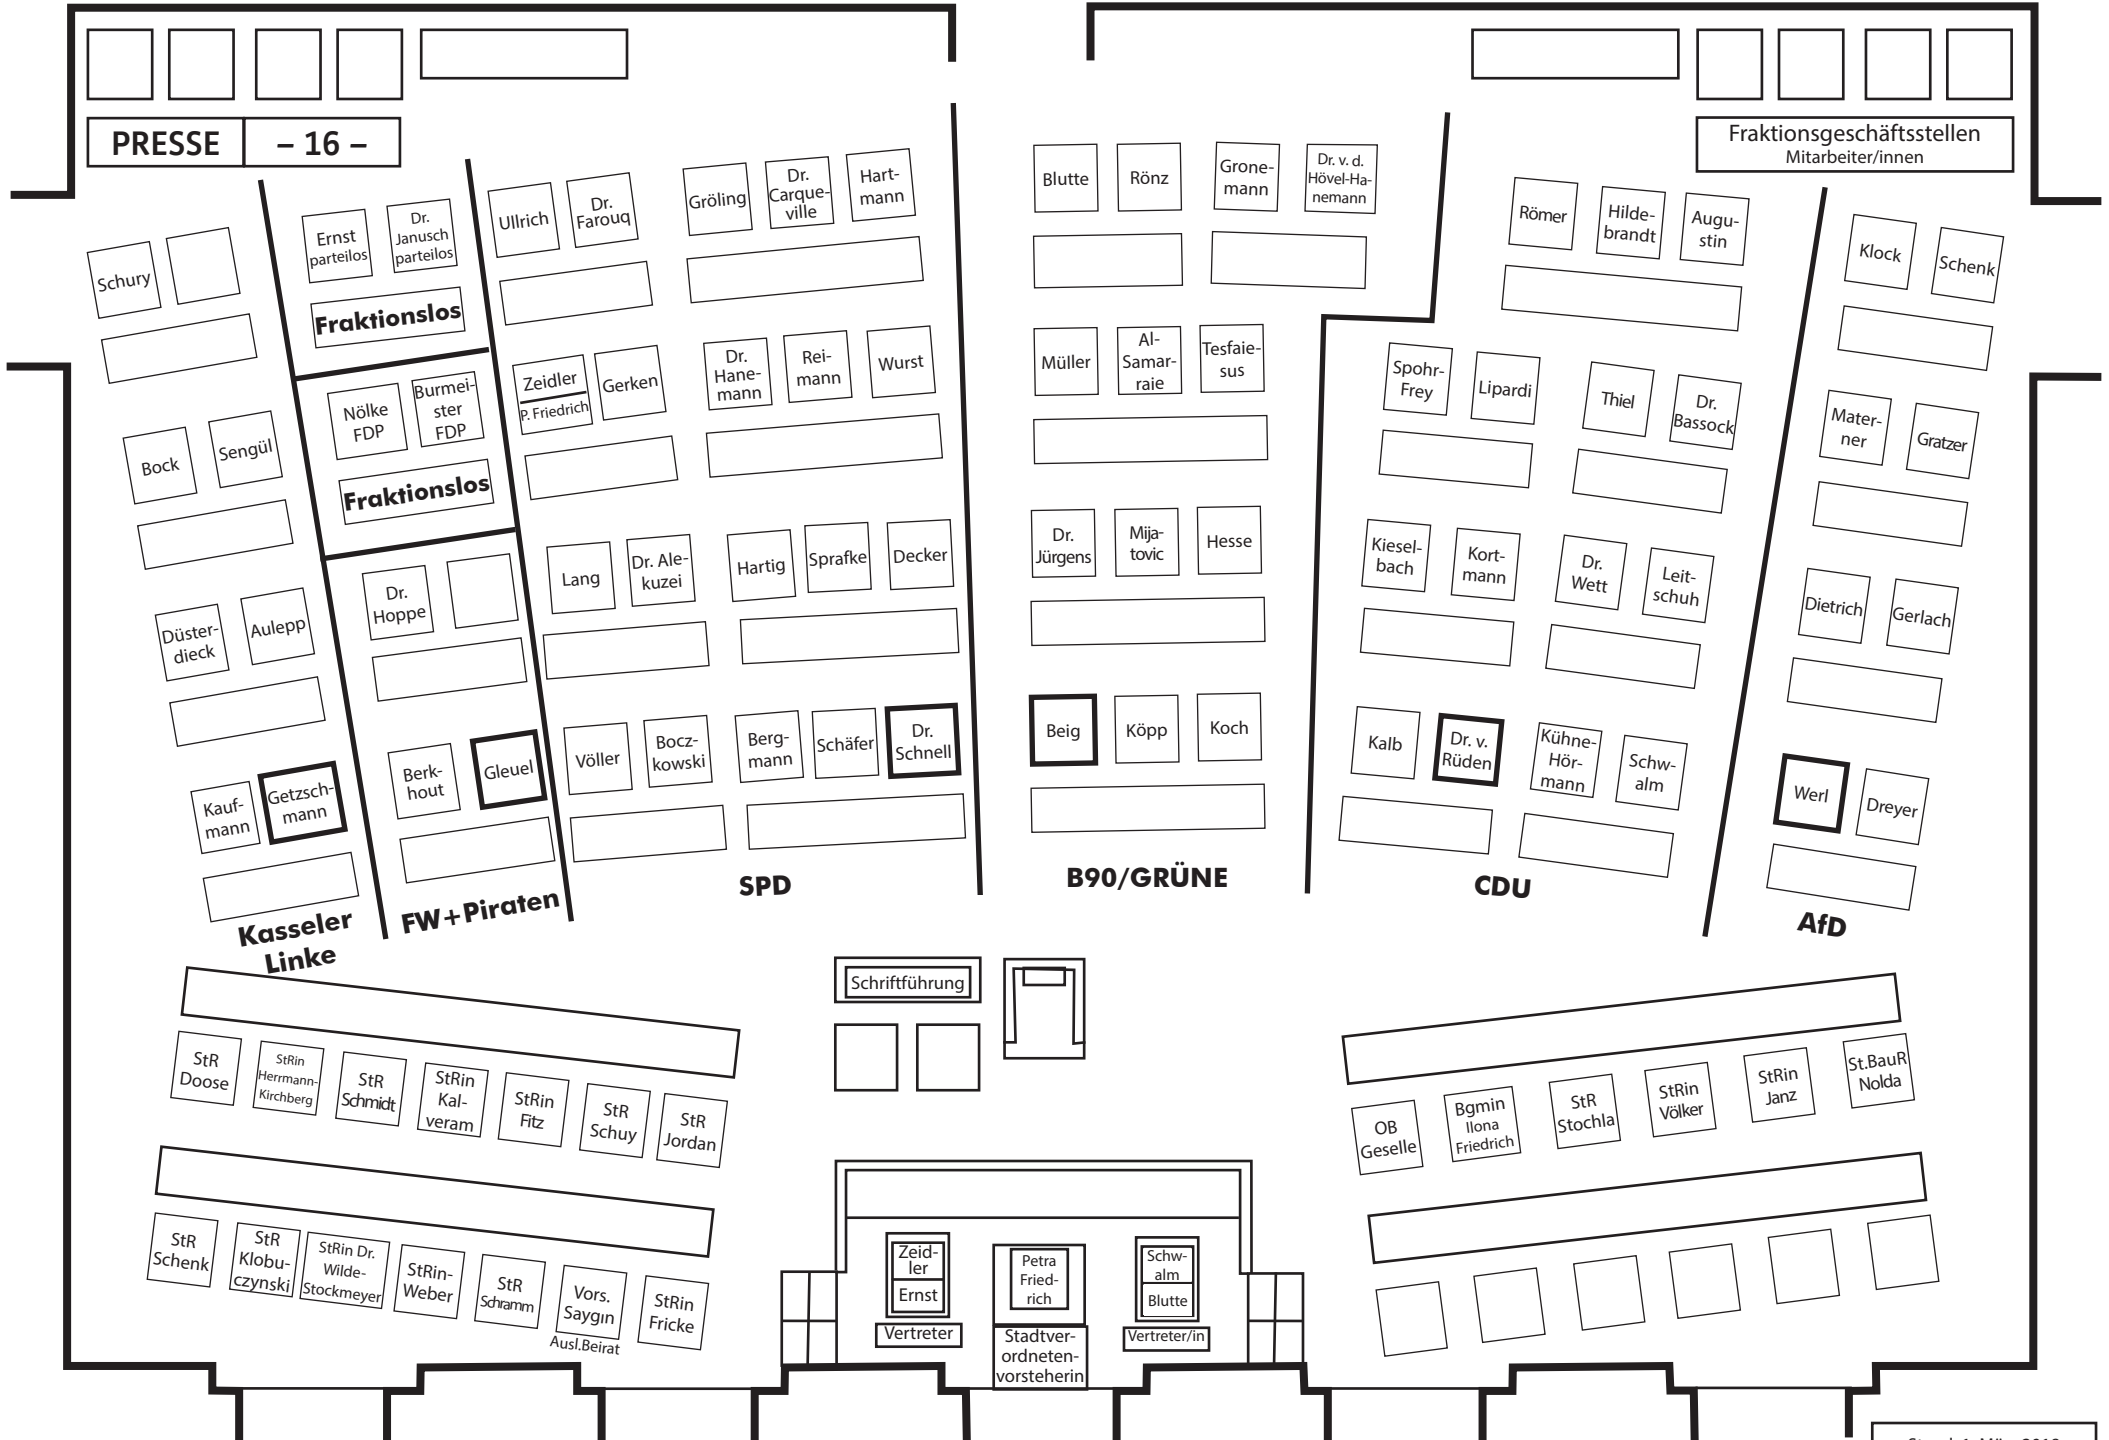 PRESSE
– 16 –
Fraktionsgeschäftsstellen
Mitarbeiter/innen
Schury
Bock
Sengül
Düster-
dieck
Aulepp
Kauf-
mann
Getzsch-
mann
Kasseler
Linke
Ernst
parteilos
Dr.
Janusch
parteilos
Fraktionslos
Nölke
FDP
Burmei-
ster
FDP
Fraktionslos
Dr.
Hoppe
Berk-
hout
Gleuel
FW+Piraten
Ullrich
Dr.
Farouq
Gröling
Dr.
Carque-
ville
Hart-
mann
Zeidler
P. Friedrich
Gerken
Dr.
Hane-
mann
Rei-
mann
Wurst
Lang
Dr. Ale-
kuzei
Hartig
Sprafke
Decker
Völler
Bocz-
kowski
Berg-
mann
Schäfer
Dr.
Schnell
SPD
Blutte
Rönz
Grone-
mann
Dr. v. d.
Hövel-Ha-
nemann
Müller
Al-
Samar-
raie
Tesfaie-
sus
Dr.
Jürgens
Mija-
tovic
Hesse
Beig
Köpp
Koch
B90/GRÜNE
Römer
Hilde-
brandt
Augu-
stin
Spohr-
Frey
Lipardi
Thiel
Dr.
Bassock
Kiesel-
bach
Kort-
mann
Dr.
Wett
Leit-
schuh
Kalb
Dr. v.
Rüden
Kühne-
Hör-
mann
Schw-
alm
CDU
Klock
Schenk
Mater-
ner
Gratzer
Dietrich
Gerlach
Werl
Dreyer
AfD
Schriftführung
StR
Doose
StRin
Herrmann-
Kirchberg
StR
Schmidt
StRin
Kal-
veram
StRin
Fitz
StR
Schuy
StR
Jordan
StR
Schenk
StR
Klobu-
czynski
StRin Dr.
Wilde-
Stockmeyer
StRin-
Weber
StR
Schramm
Vors.
Saygın
Ausl.Beirat
StRin
Fricke
OB
Geselle
Bgmin
Ilona
Friedrich
StR
Stochla
StRin
Völker
StRin
Janz
St.BauR
Nolda
Zeid-
ler
Ernst
Vertreter
Petra
Fried-
rich
Stadtver-
ordneten-
vorsteherin
Schw-
alm
Blutte
Vertreter/in